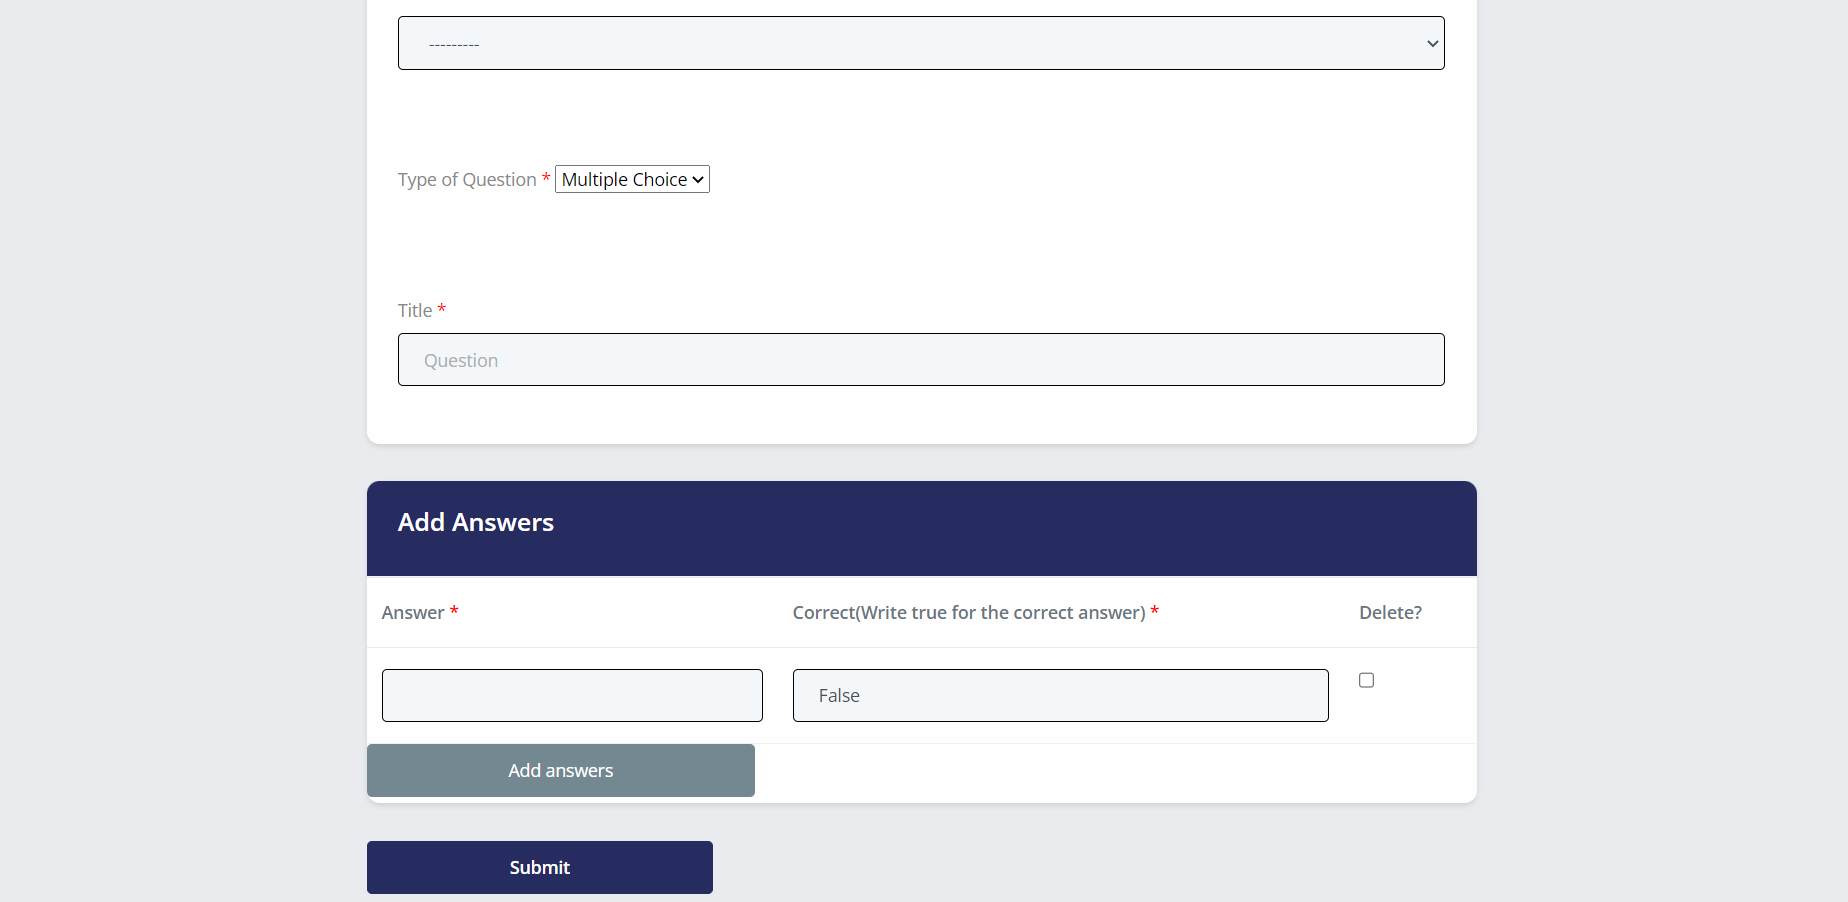 ---------
Type of Question * Multiple Choice
Title *
Question
Add Answers
Answer * Correct(Write true for the correct answer) * Delete?
False
Add answers
Submit